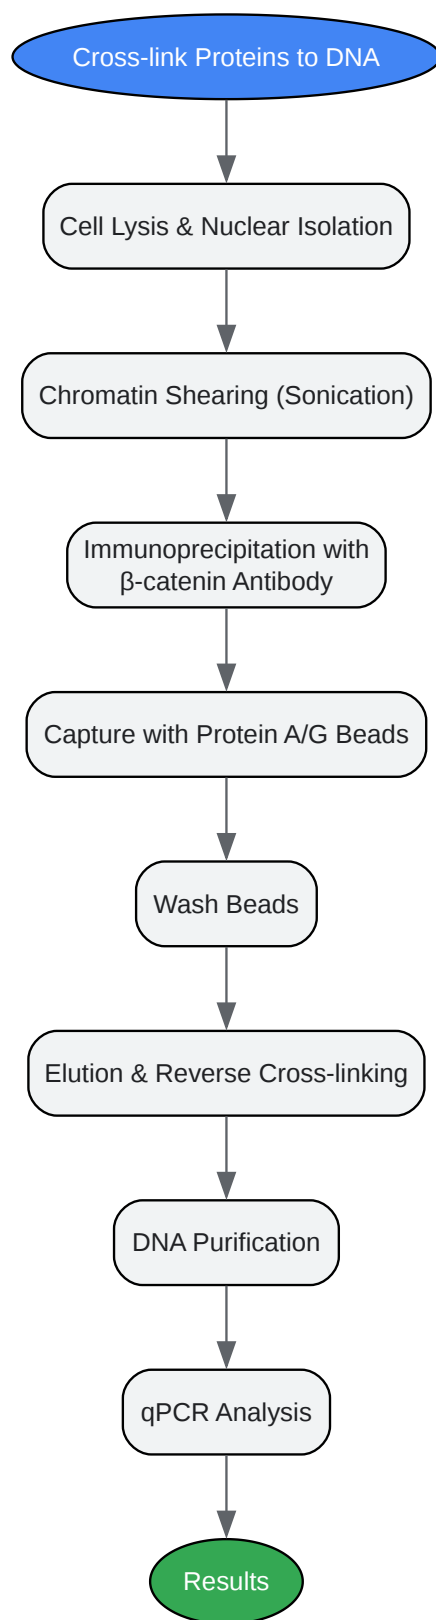 Cross-link Proteins to DNA
Cell Lysis & Nuclear Isolation
Chromatin Shearing (Sonication)
Immunoprecipitation with
β-catenin Antibody
Capture with Protein A/G Beads
Wash Beads
Elution & Reverse Cross-linking
DNA Purification
qPCR Analysis
Results